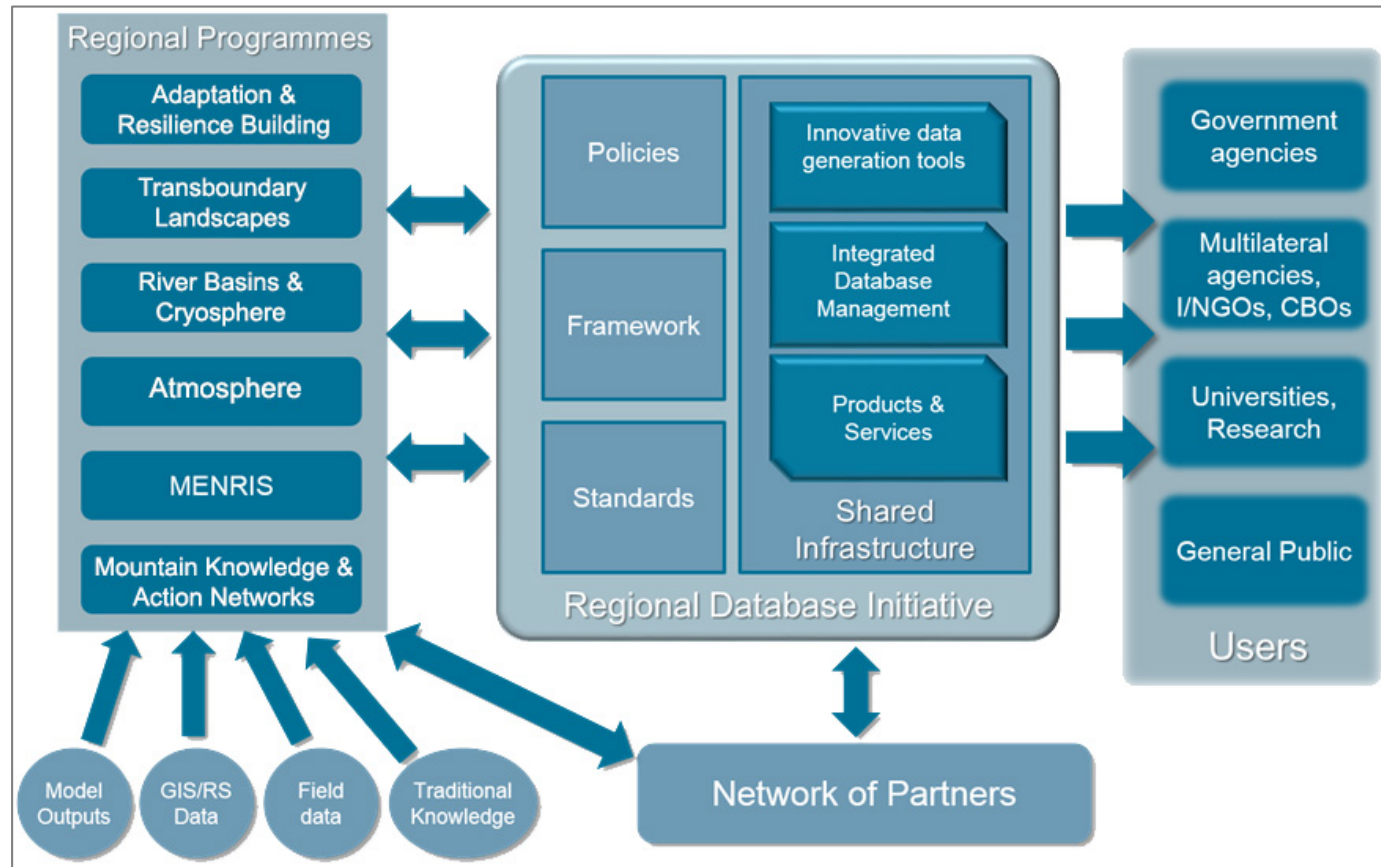 Regional Programmes
Adaptation &
Resilience Building
Transboundary
Landscapes
River Basins &
Cryosphere
Atmosphere
MENRIS
Mountain Knowledge &
Action Networks
Model
Outputs
GIS/RS
Data
Field
data
Traditional
Knowledge
Policies
Framework
Standards
Innovative data
generation tools
Integrated
Database
Management
Products &
Services
Shared
Infrastructure
Regional Database Initiative
Network of Partners
Government
agencies
Multilateral
agencies,
I/NGOs, CBOs
Universities,
Research
General Public
Users